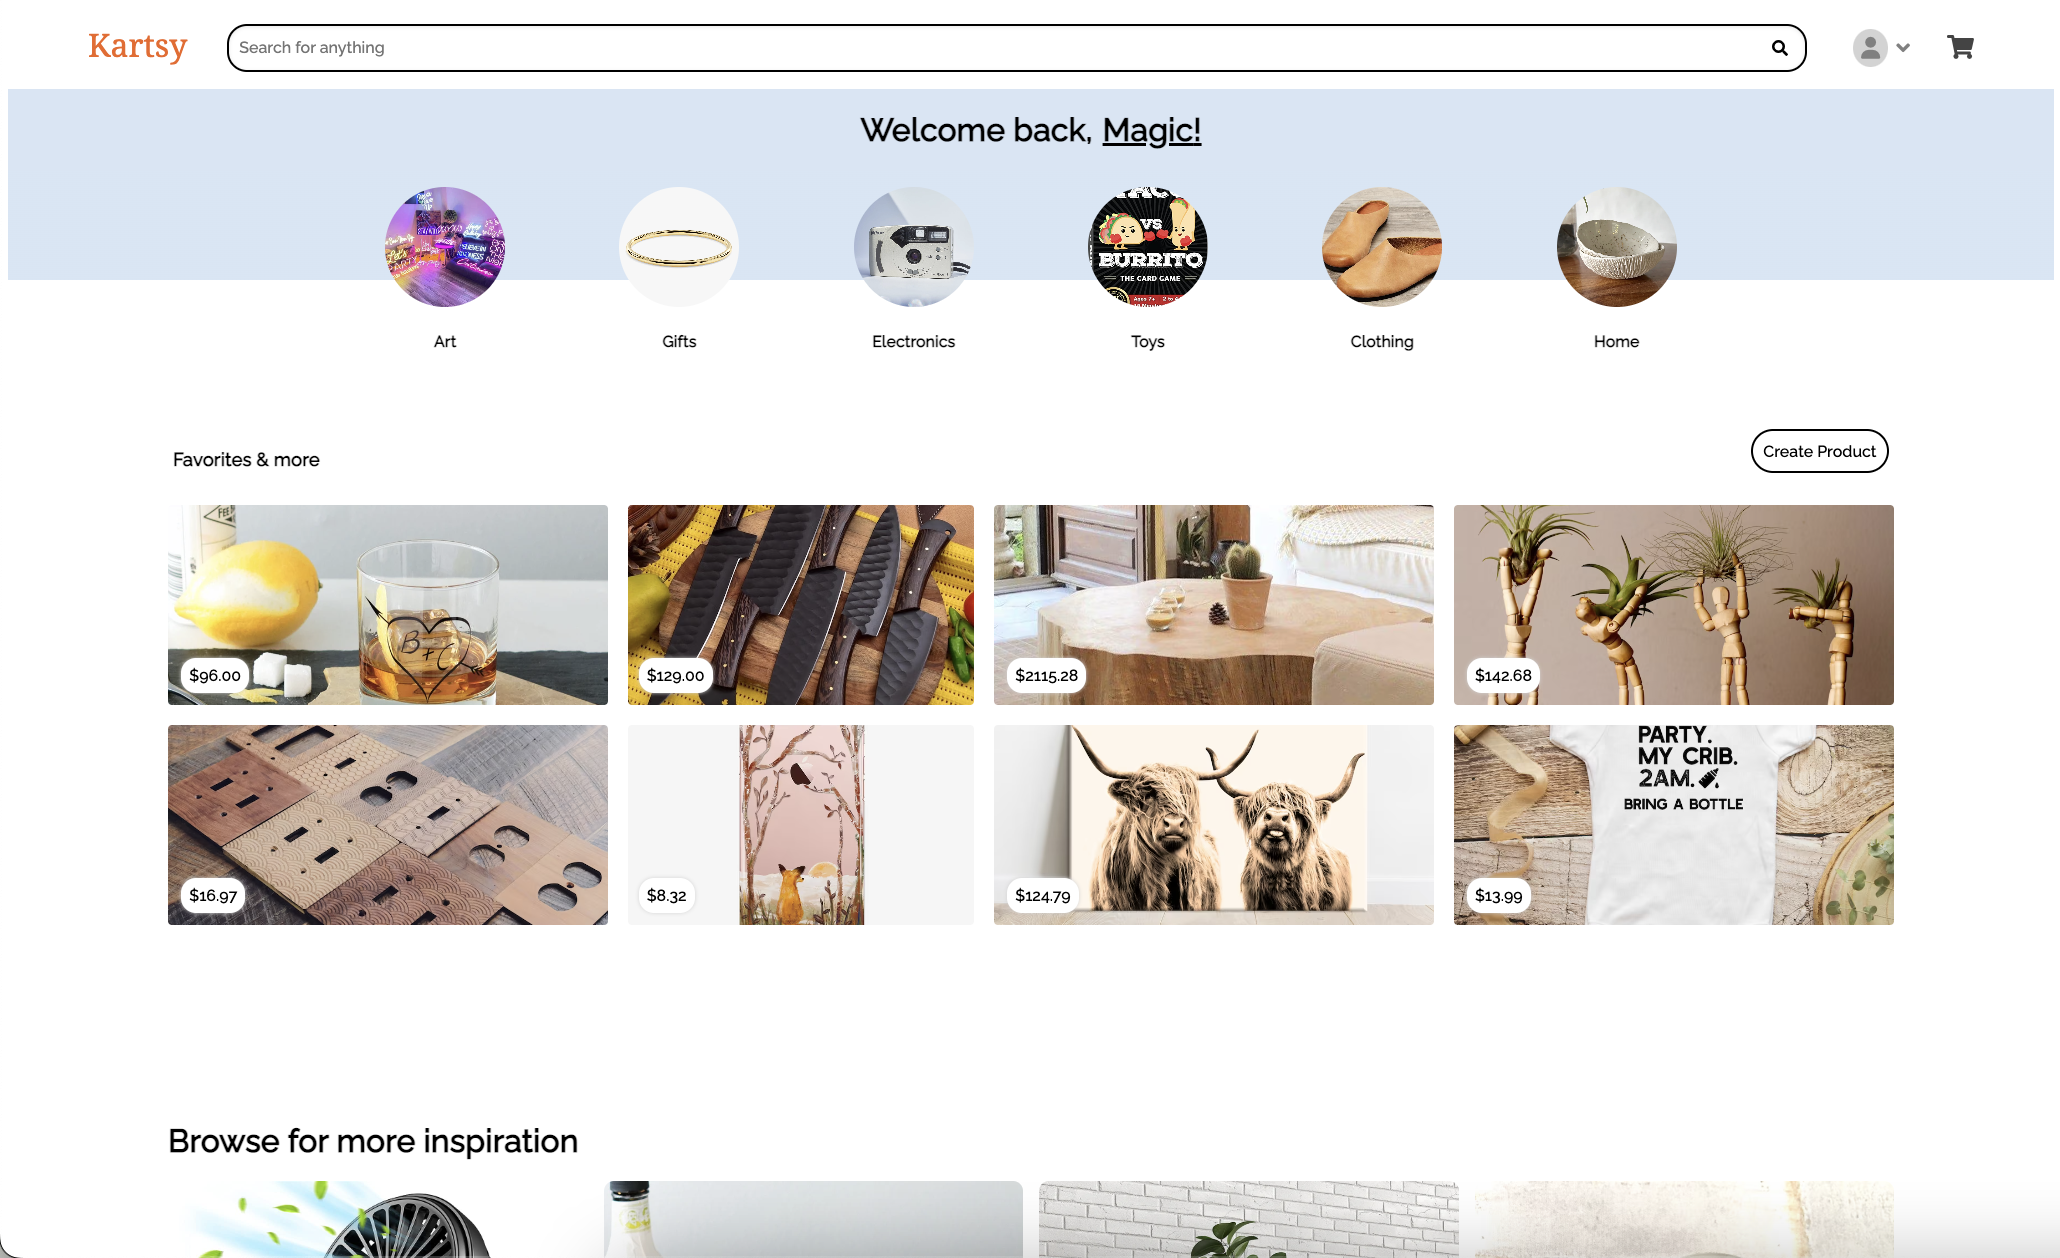 Kartsy
Search for anything
Welcome back, Magic!
VS
BURRITO
THE CARD GAME
Art
Gifts
Electronics
Toys
Clothing
Home
Favorites & more
Create Product
B + C
$96.00
$129.00
$2115.28
$142.68
PARTY.
MY CRIB.
2AM.
BRING A BOTTLE
$16.97
$8.32
$124.79
$13.99
Browse for more inspiration